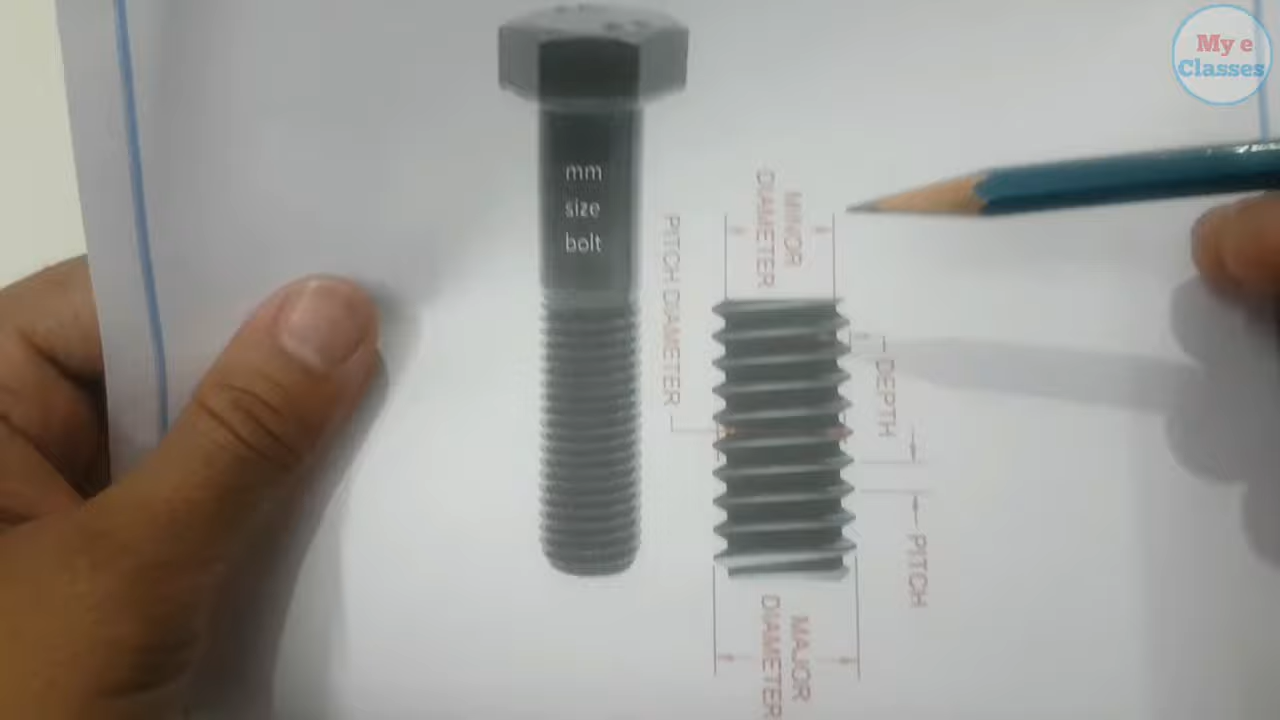 My e
Classes
mm
size
bolt
MINOR
DIAMETER
PITCH DIAMETER
DEPTH
PITCH
MAJOR
DIAMETER